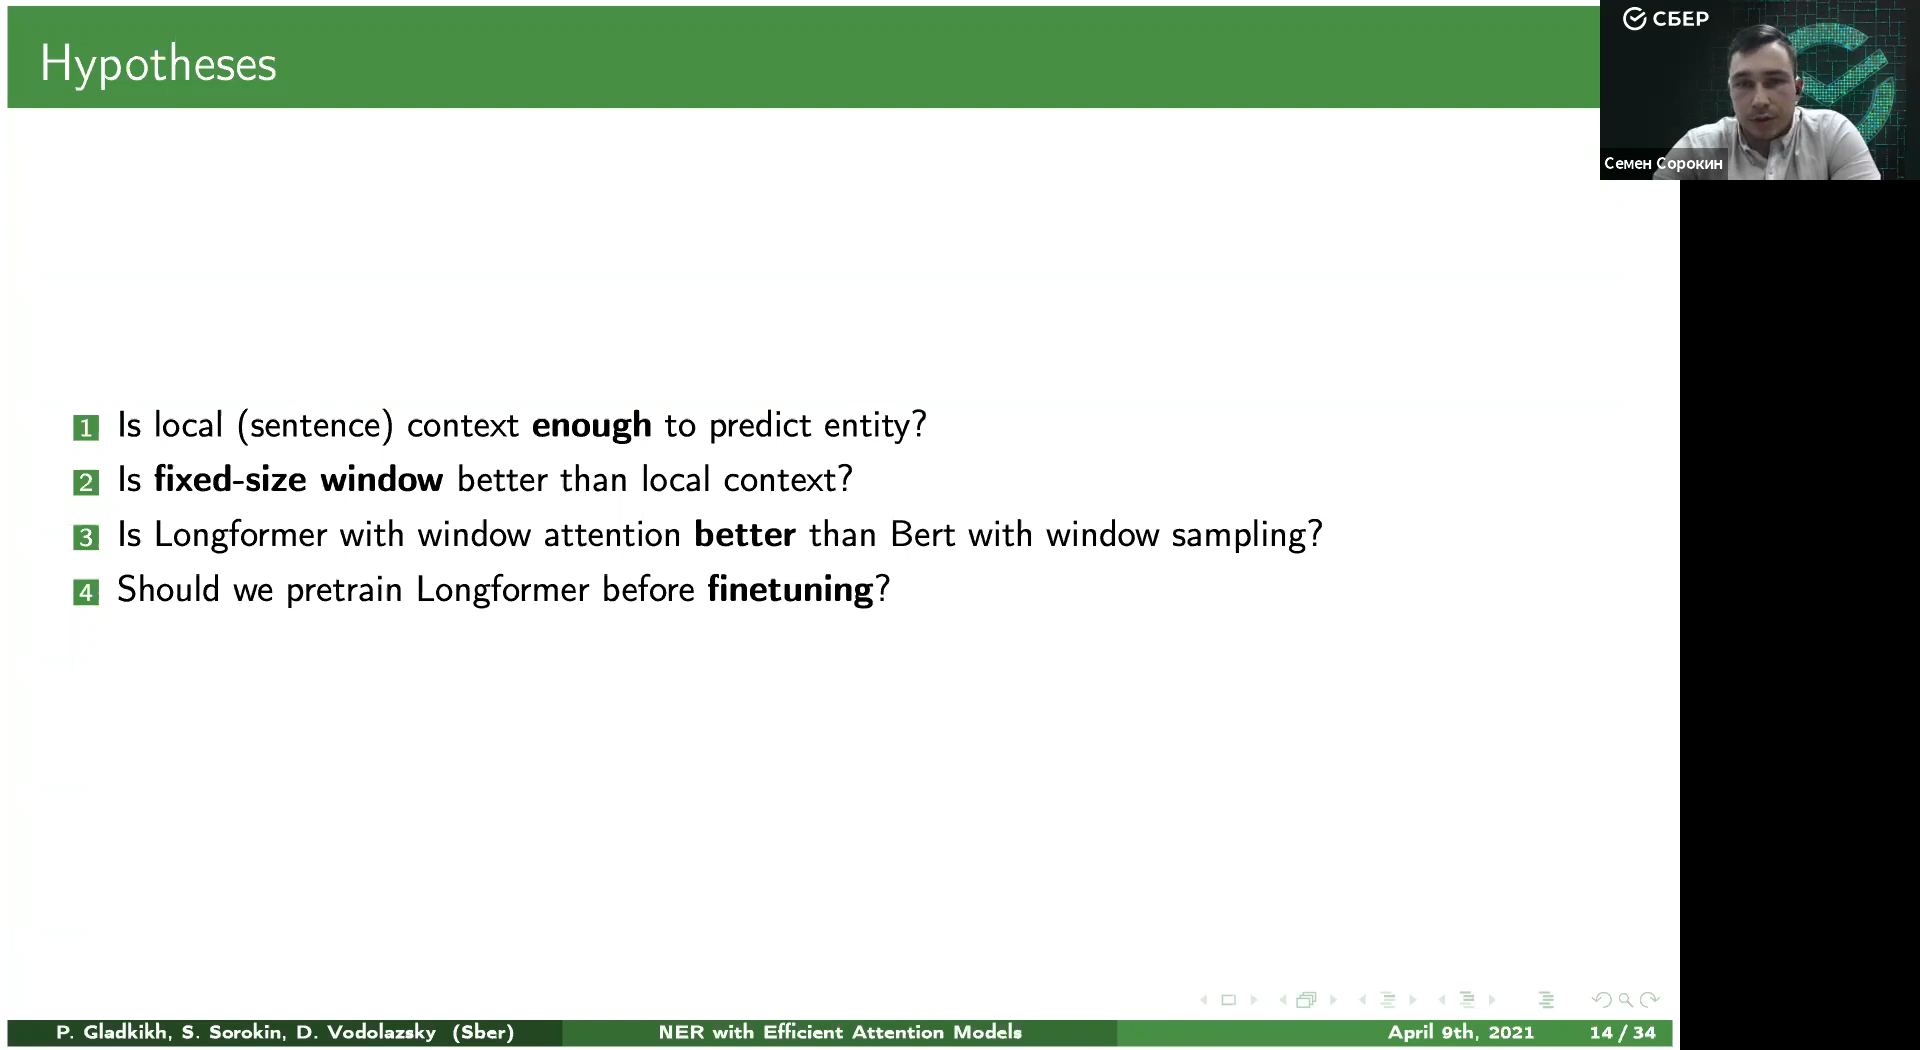 Hypotheses
СБЕР
Семен Сорокин
1 Is local (sentence) context enough to predict entity?
2 Is fixed-size window better than local context?
3 Is Longformer with window attention better than Bert with window sampling?
4 Should we pretrain Longformer before finetuning?
P. Gladkikh, S. Sorokin, D. Vodolazsky (Sber) NER with Efficient Attention Models April 9th, 2021 14 / 34